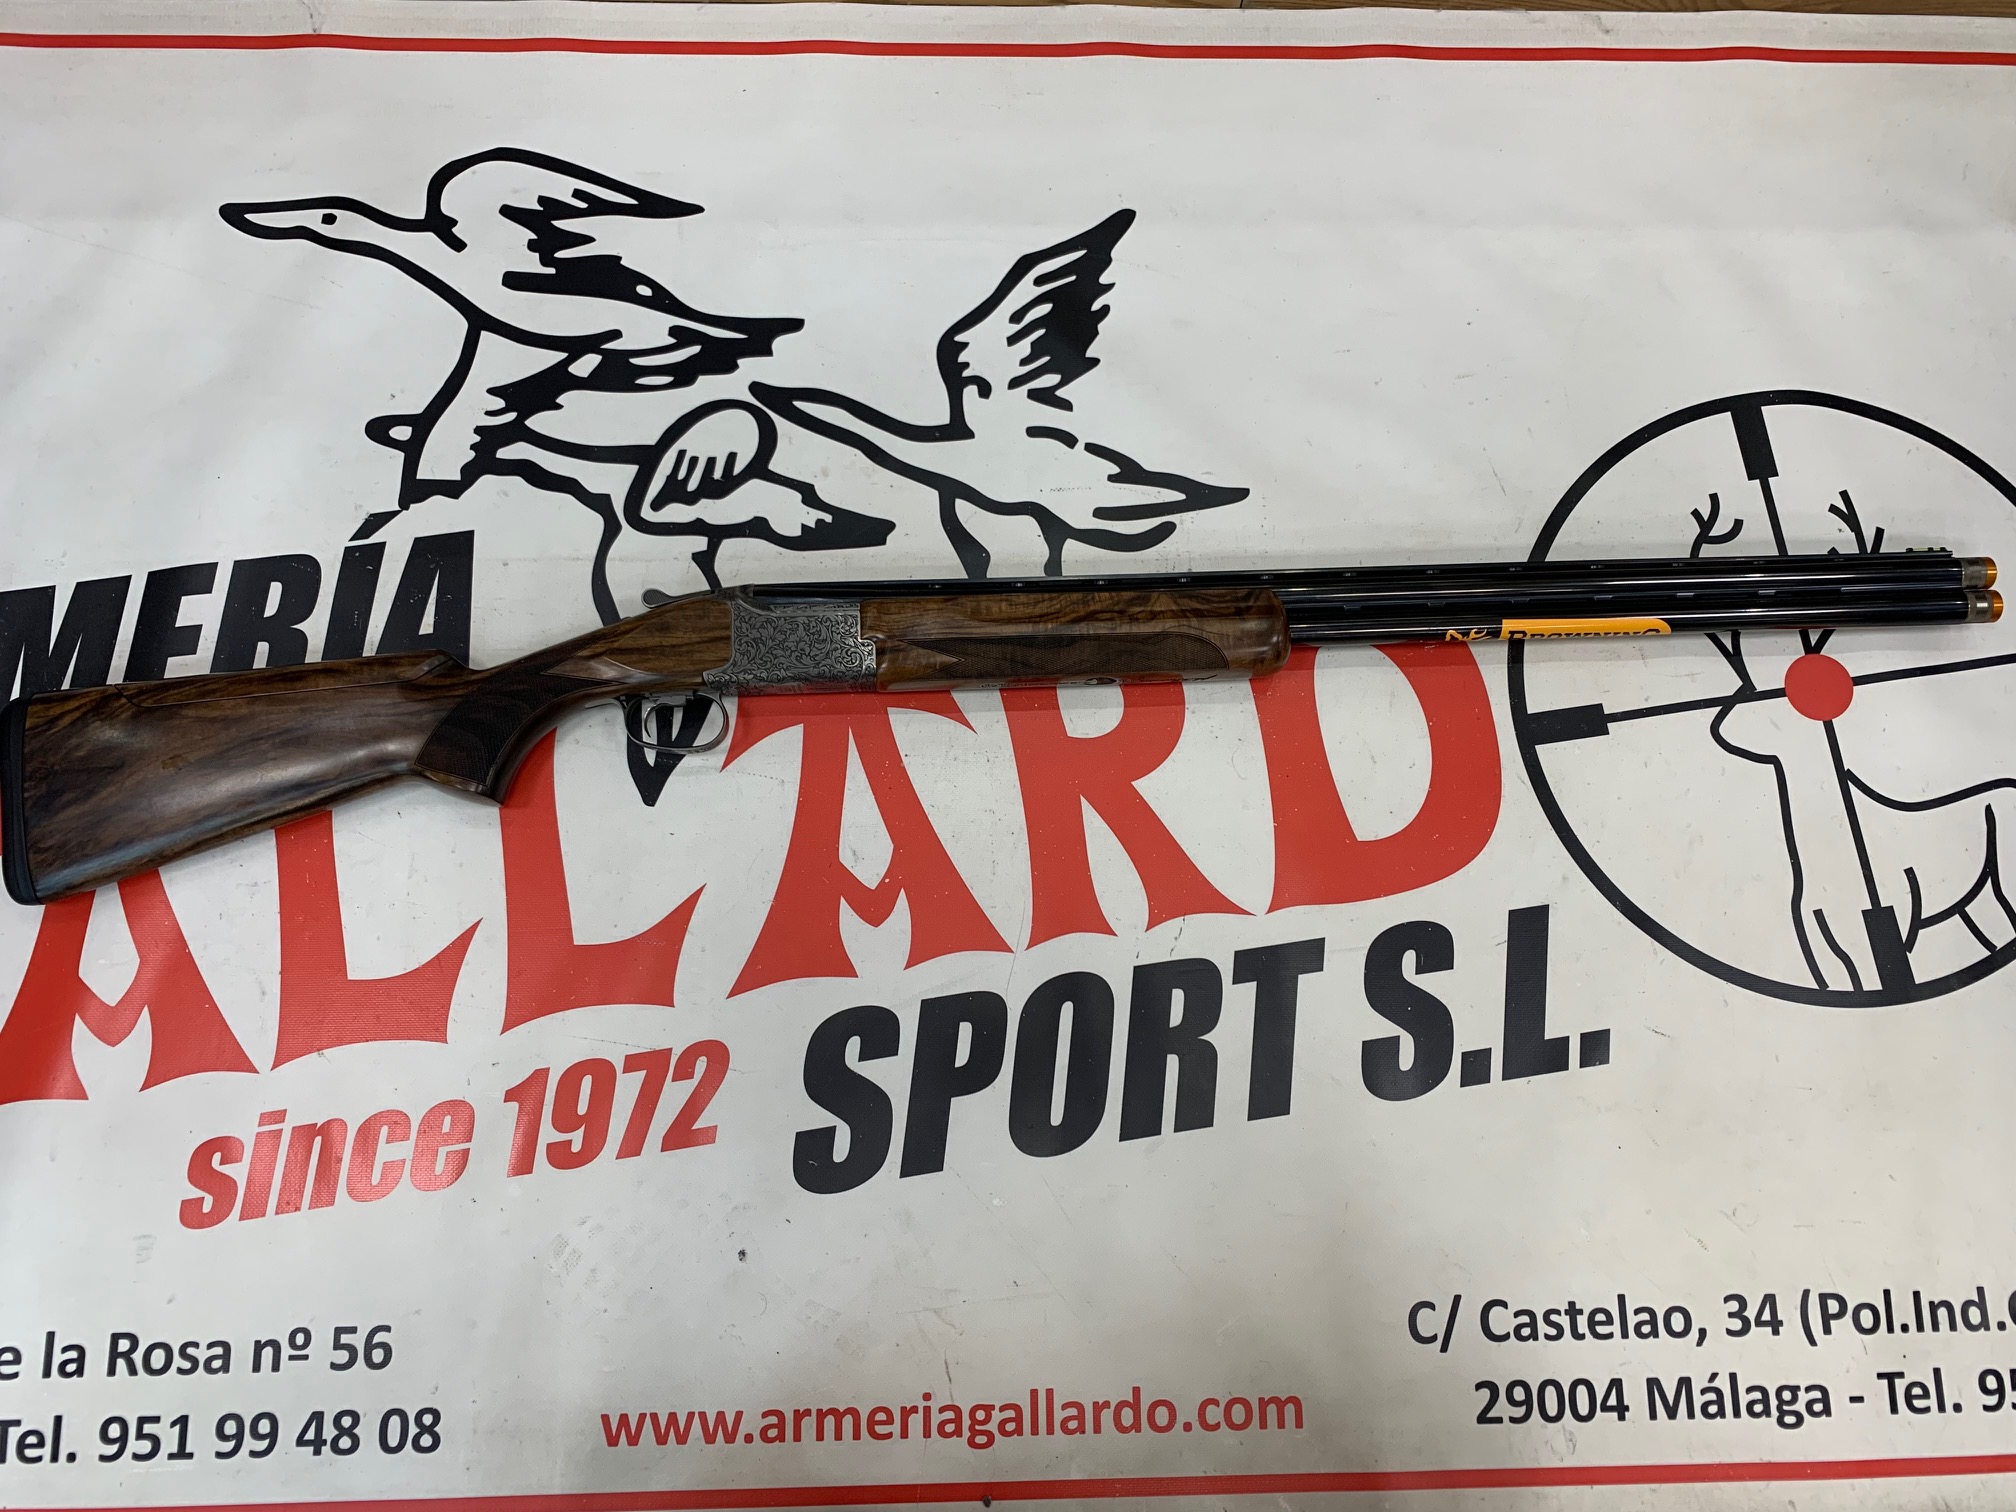 MERÍA
ALLARD
since 1972
SPORT S.L.
BROWNING
e la Rosa nº 56
Tel. 951 99 48 08
www.armeriagallardo.com
C/ Castelao, 34 (Pol.Ind.
29004 Málaga - Tel. 95